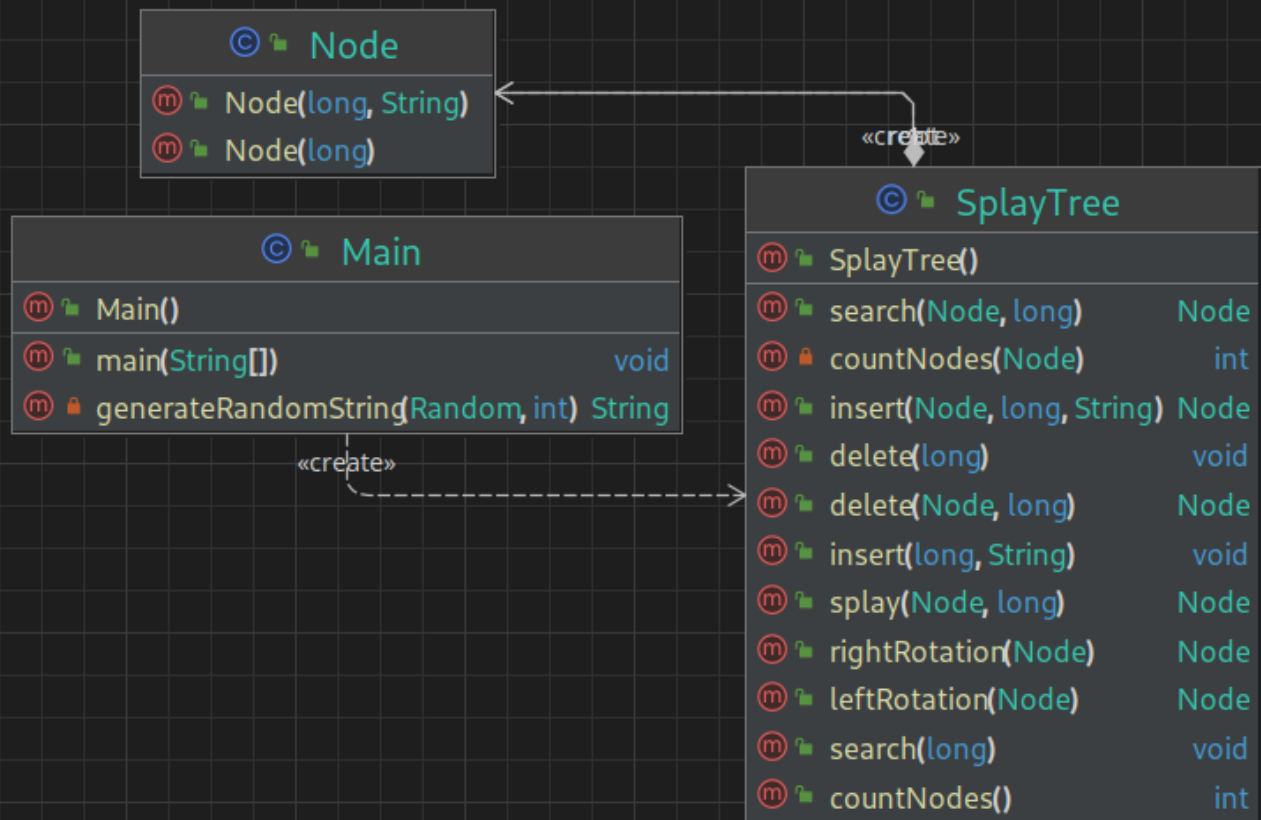 Node
Node(long, String)
Node(long)
«create»
SplayTree
SplayTree()
search(Node, long) Node
countNodes(Node) int
insert(Node, long, String) Node
delete(long) void
delete(Node, long) Node
insert(long, String) void
splay(Node, long) Node
rightRotation(Node) Node
leftRotation(Node) Node
search(long) void
countNodes() int
Main
Main()
main(String[]) void
generateRandomString(Random, int) String
«create»